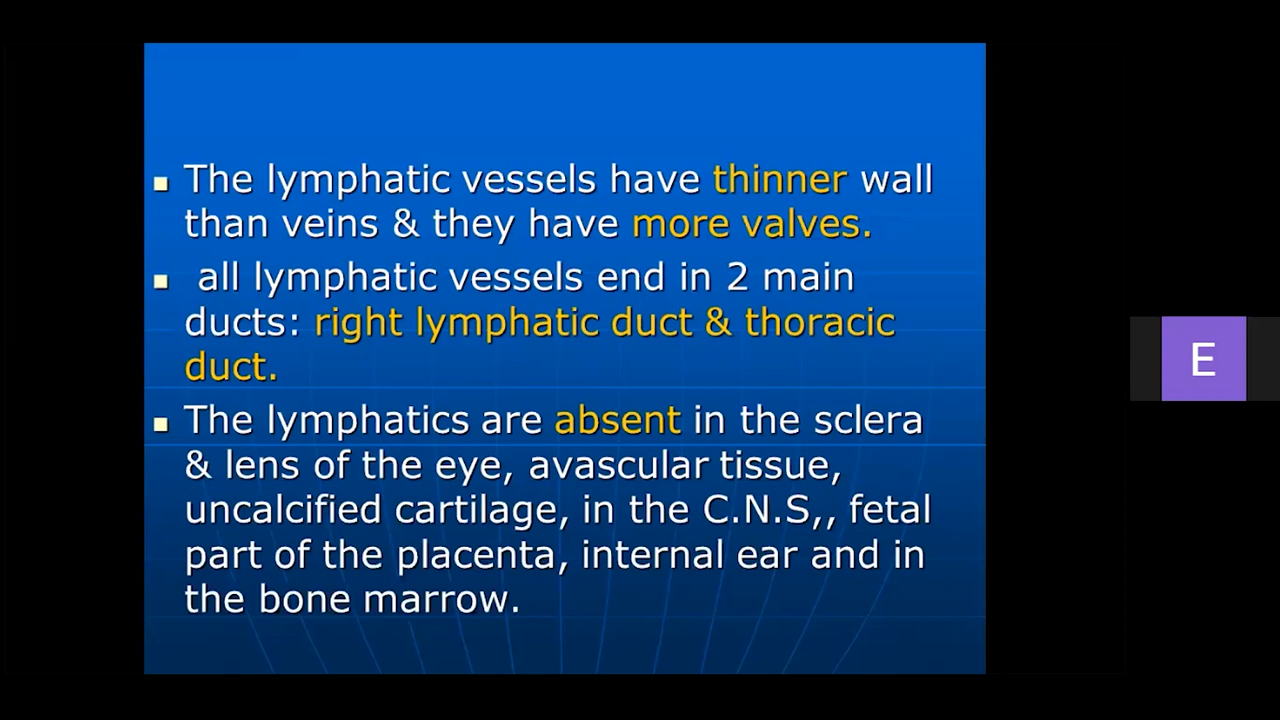 The lymphatic vessels have thinner wall
than veins & they have more valves.
all lymphatic vessels end in 2 main
ducts: right lymphatic duct & thoracic
duct.
The lymphatics are absent in the sclera
& lens of the eye, avascular tissue,
uncalcified cartilage, in the C.N.S,, fetal
part of the placenta, internal ear and in
the bone marrow.
E